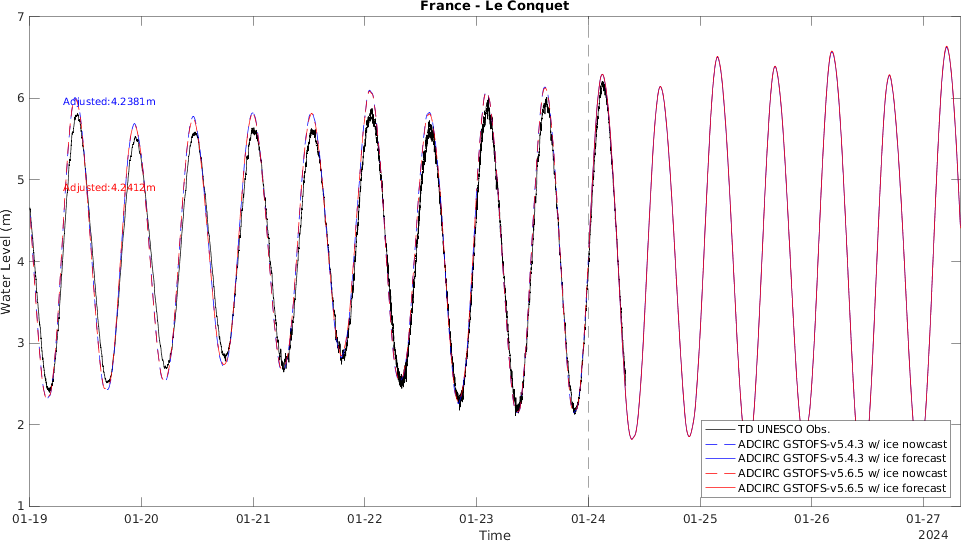 France - Le Conquet
7
6
5
4
3
2
1
Water Level (m)
Adjusted:4.2381m
Adjusted:4.2412m
TD UNESCO Obs.
ADCIRC GSTOFS-v5.4.3 w/ ice nowcast
ADCIRC GSTOFS-v5.4.3 w/ ice forecast
ADCIRC GSTOFS-v5.6.5 w/ ice nowcast
ADCIRC GSTOFS-v5.6.5 w/ ice forecast
01-19 01-20 01-21 01-22 01-23 01-24 01-25 01-26 01-27
2024
Time